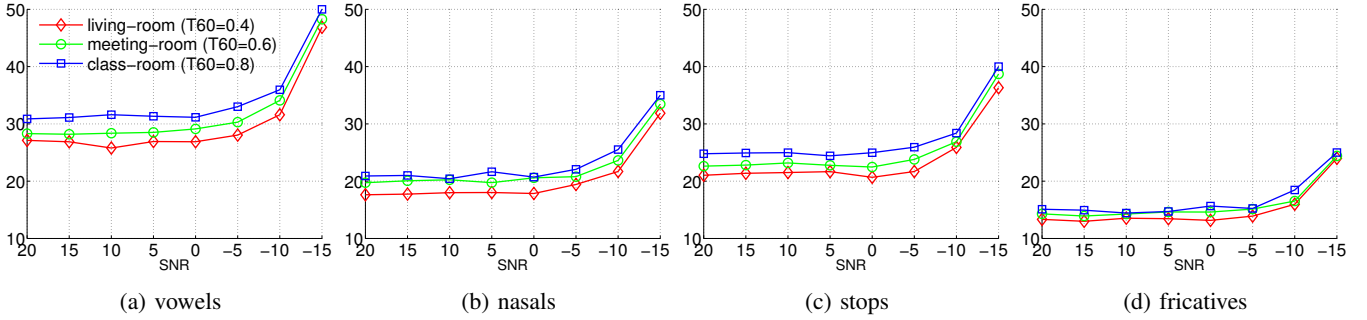 50
40
30
20
10
living-room (T60=0.4)
meeting-room (T60=0.6)
class-room (T60=0.8)
20 15 10 5 0 -5 -10 -15
SNR
(a) vowels
50
40
30
20
10
20 15 10 5 0 -5 -10 -15
SNR
(b) nasals
50
40
30
20
10
20 15 10 5 0 -5 -10 -15
SNR
(c) stops
50
40
30
20
10
20 15 10 5 0 -5 -10 -15
SNR
(d) fricatives